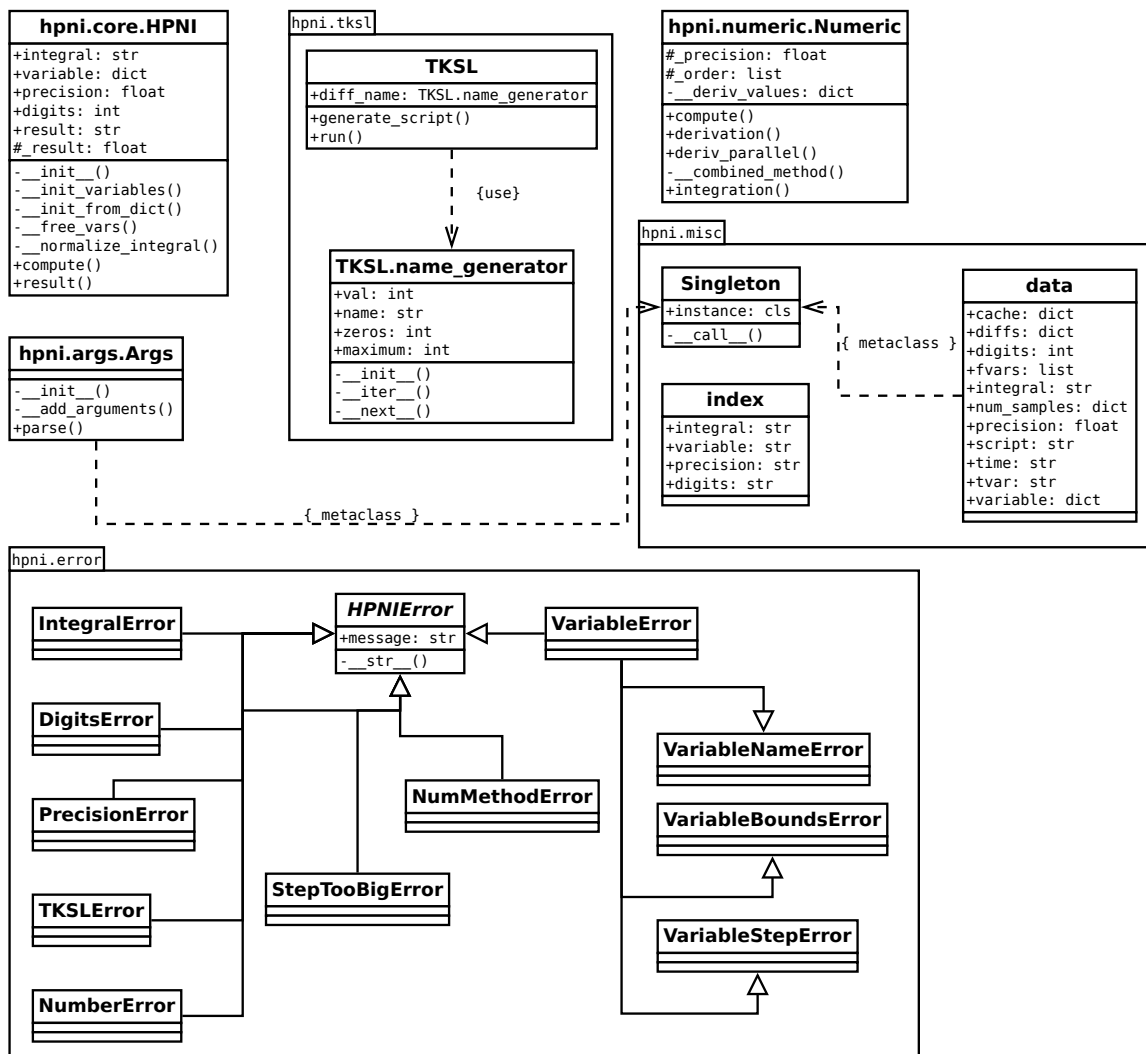 hpni.core.HPNI
+integral: str
+variable: dict
+precision: float
+digits: int
+result: str
#_result: float
-__init__()
-__init_variables()
-__init_from_dict()
-__free_vars()
-__normalize_integral()
+compute()
+result()
hpni.tksl
TKSL
+diff_name: TKSL.name_generator
+generate_script()
+run()
{use}
TKSL.name_generator
+val: int
+name: str
+zeros: int
+maximum: int
-__init__()
-__iter__()
-__next__()
hpni.numeric.Numeric
#_precision: float
#_order: list
-__deriv_values: dict
+compute()
+derivation()
+deriv_parallel()
-__combined_method()
+integration()
hpni.args.Args
-__init__()
-__add_arguments()
+parse()
{ metaclass }
hpni.misc
Singleton
+instance: cls
-__call__()
{ metaclass }
index
+integral: str
+variable: str
+precision: str
+digits: str
data
+cache: dict
+diffs: dict
+digits: int
+fvars: list
+integral: str
+num_samples: dict
+precision: float
+script: str
+time: str
+tvar: str
+variable: dict
hpni.error
IntegralError
HPNIError
+message: str
-__str__()
VariableError
DigitsError
VariableNameError
PrecisionError
NumMethodError
VariableBoundsError
StepTooBigError
TKSLError
VariableStepError
NumberError